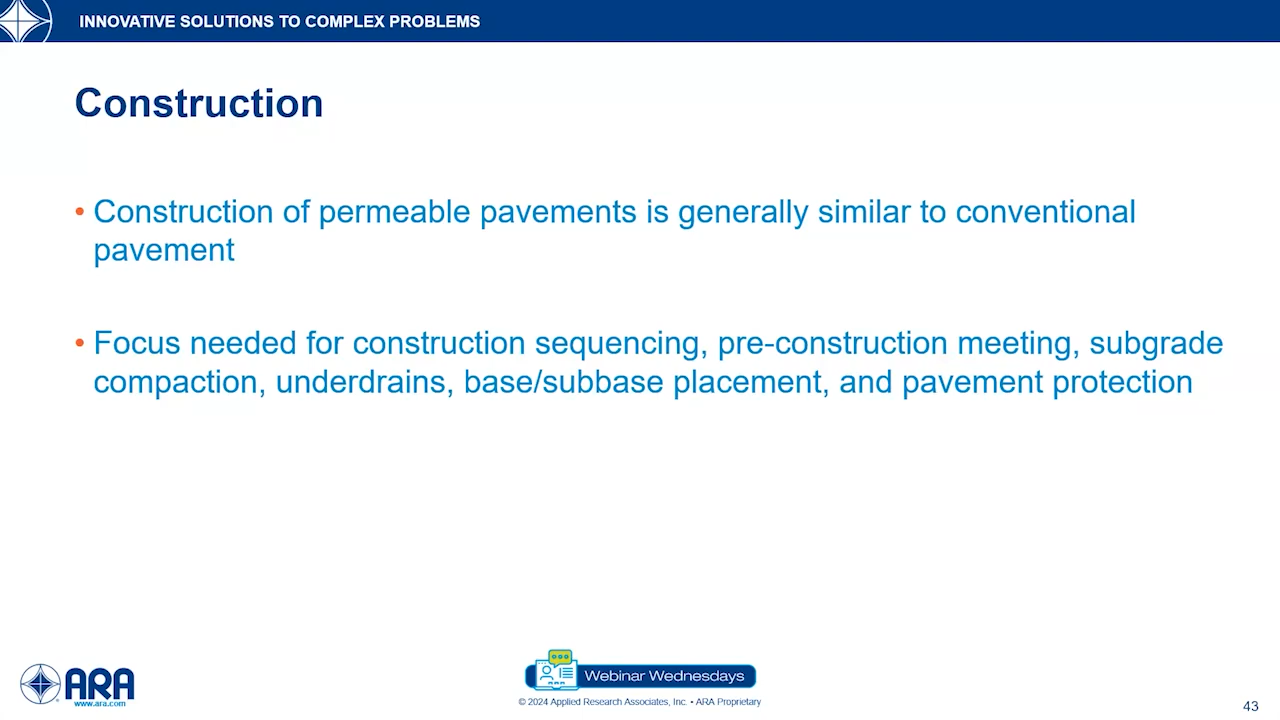 INNOVATIVE SOLUTIONS TO COMPLEX PROBLEMS
Construction
• Construction of permeable pavements is generally similar to conventional
pavement
• Focus needed for construction sequencing, pre-construction meeting, subgrade
compaction, underdrains, base/subbase placement, and pavement protection
ARA
www.ara.com
Webinar Wednesdays
© 2024 Applied Research Associates, Inc. • ARA Proprietary
43